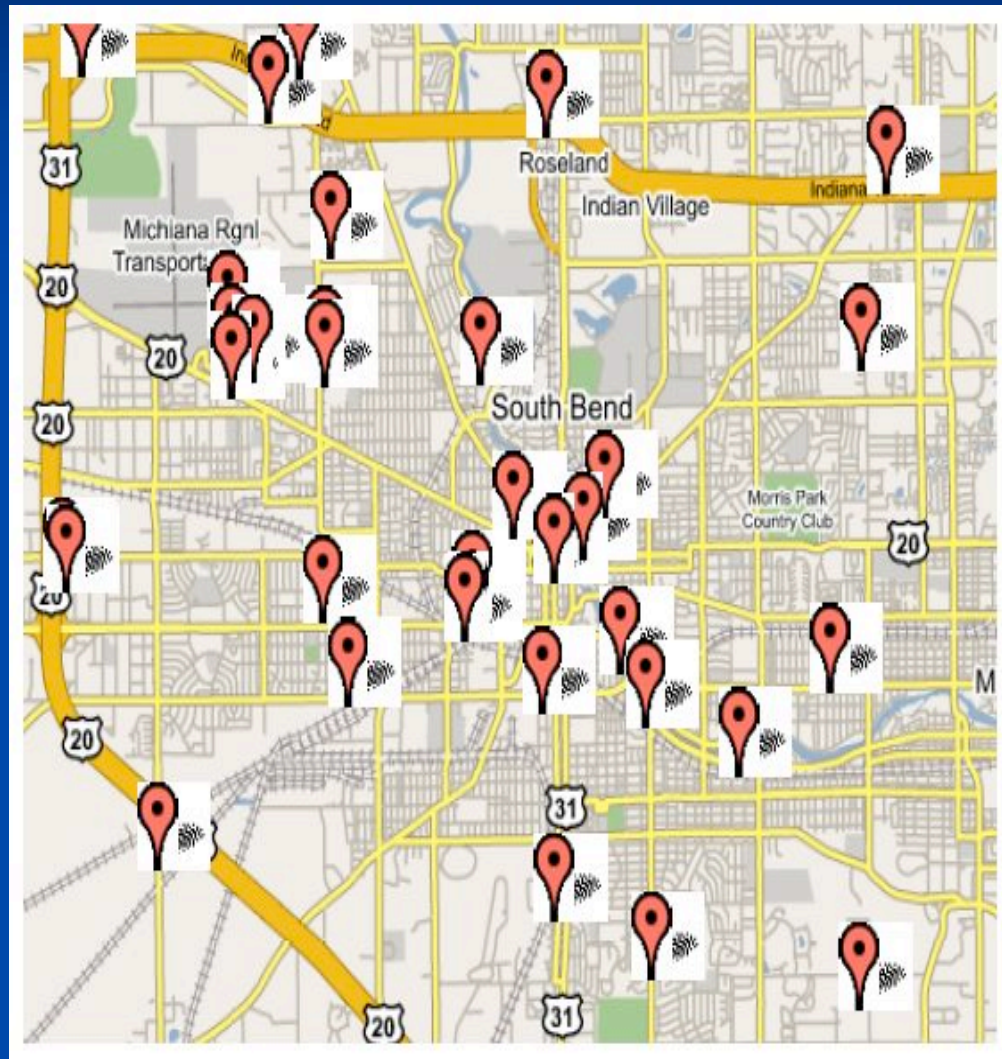 31
Roseland
Indiana
Indian Village
Michiana Rgnl
Transport
20
20
South Bend
20
Morris Park
Country Club
20
20
M
20
31
31
20